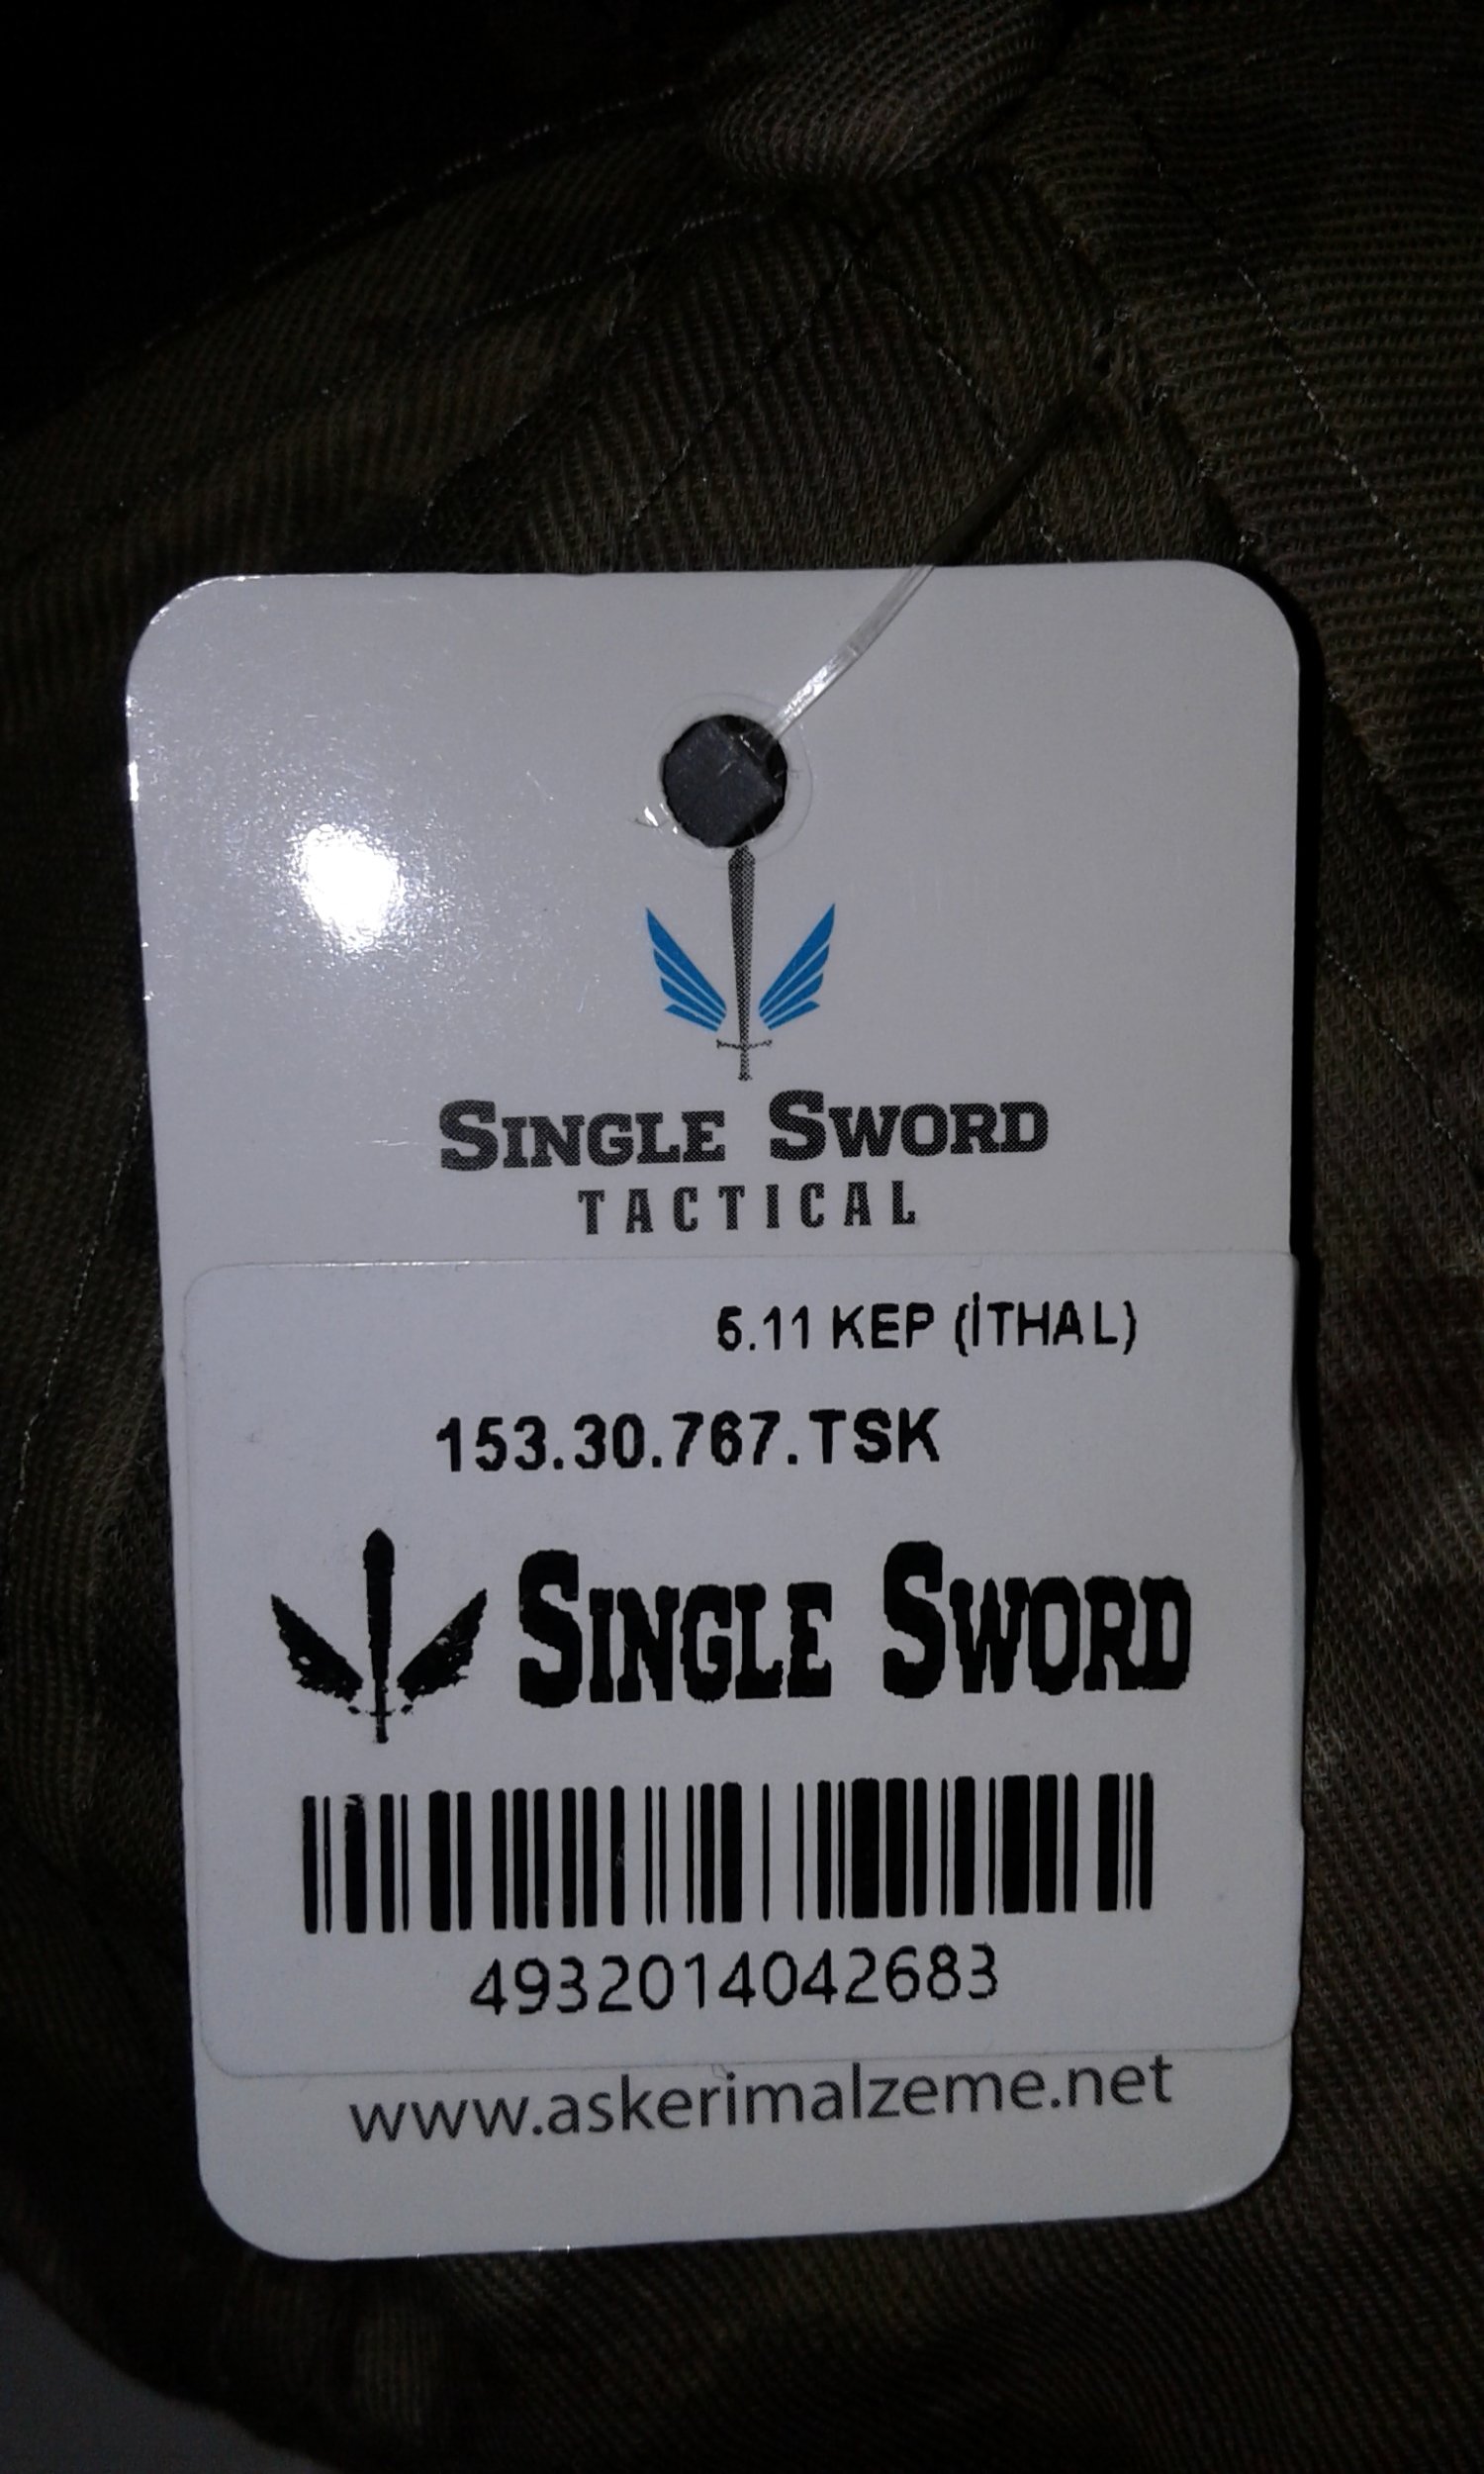 SINGLE SWORD
TACTICAL
5.11 KEP (İTHAL)
153.30.767.TSK
SINGLE SWORD
4932014042683
www.askerimalzeme.net